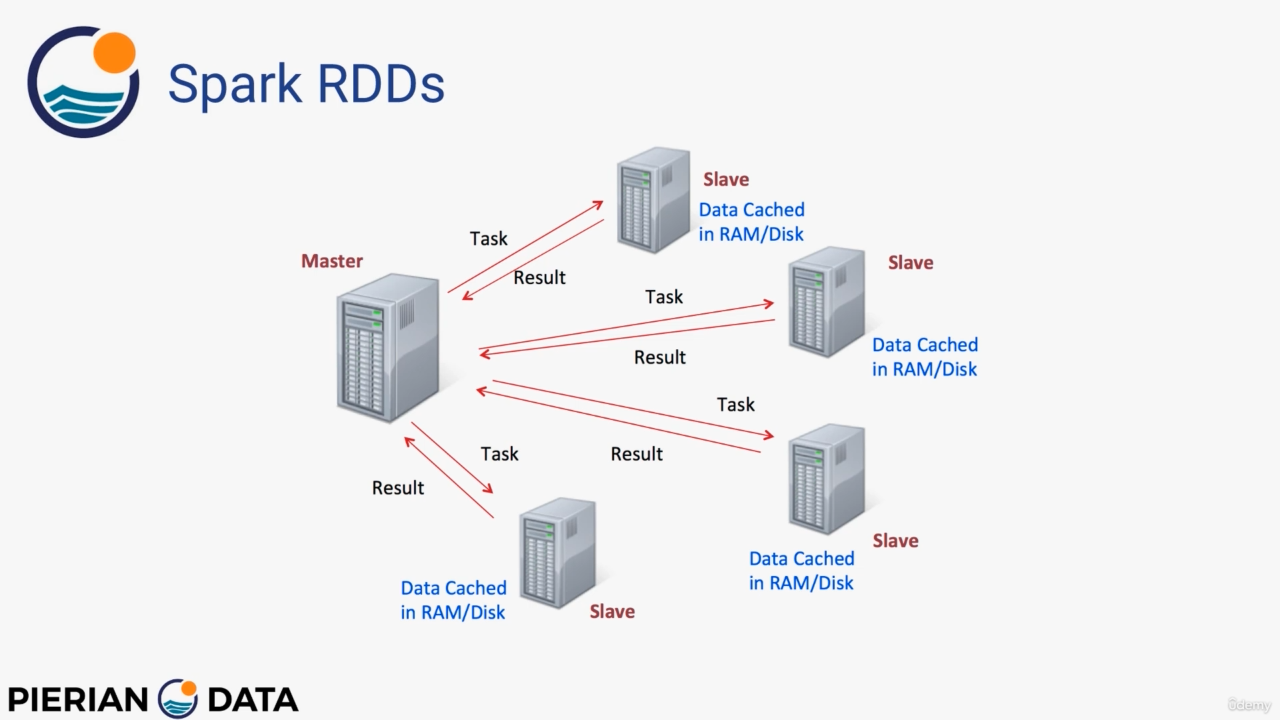 Spark RDDs
Slave
Data Cached
in RAM/Disk
Task
Master
Result
Slave
Task
Data Cached
in RAM/Disk
Result
Task
Task
Result
Result
Slave
Data Cached
in RAM/Disk
Data Cached
in RAM/Disk
Slave
PIERIAN DATA
ûdemy